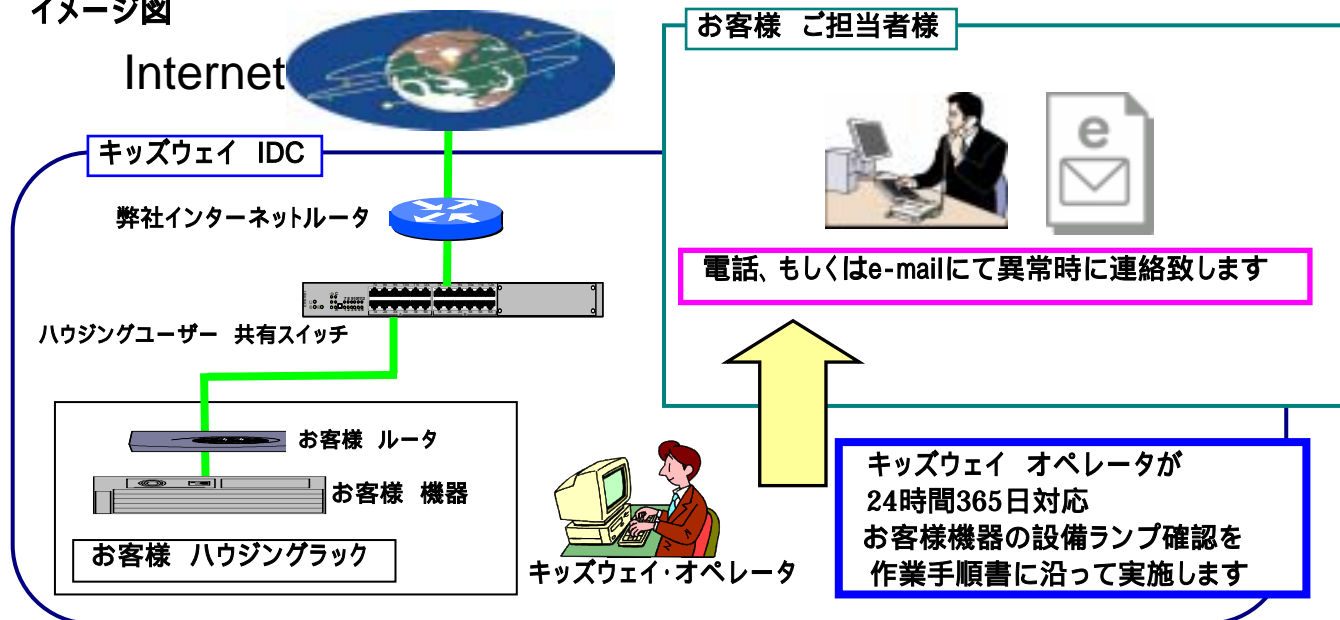 イメージ図
Internet
お客様 ご担当者様
キッズウェイ IDC
弊社インターネットルータ
電話、もしくはe-mailにて異常時に連絡致します
ハウジングユーザー 共有スイッチ
お客様 ルータ
お客様 機器
お客様 ハウジングラック
キッズウェイ・オペレータ
キッズウェイ オペレータが
24時間365日対応
お客様機器の設備ランプ確認を
作業手順書に沿って実施します
e